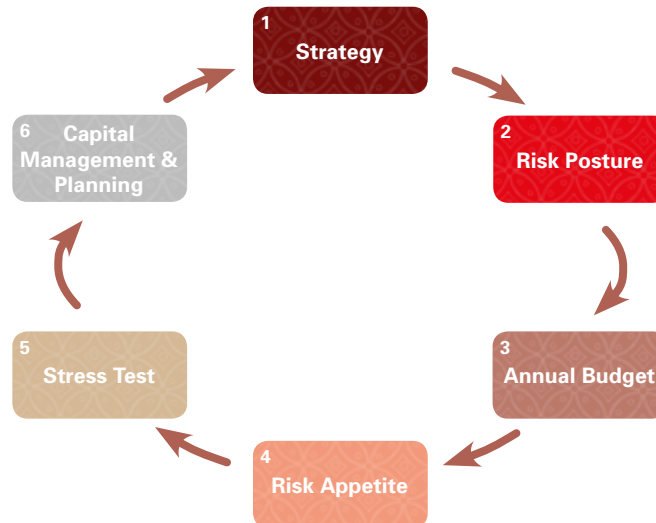 1
Strategy
2
Risk Posture
3
Annual Budget
4
Risk Appetite
5
Stress Test
6
Capital
Management &
Planning